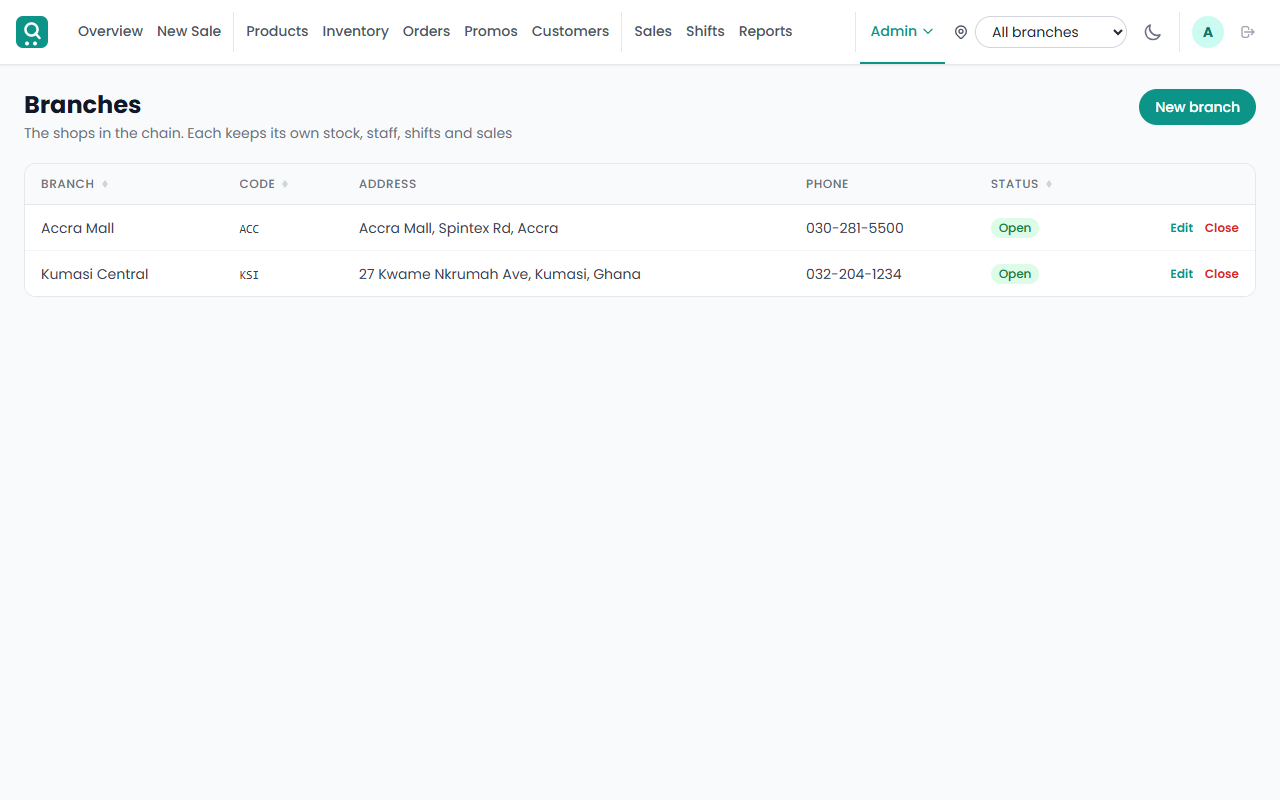 Overview New Sale Products Inventory Orders Promos Customers Sales Shifts Reports Admin All branches A
Branches
New branch
The shops in the chain. Each keeps its own stock, staff, shifts and sales
BRANCH CODE ADDRESS PHONE STATUS
Accra Mall ACC Accra Mall, Spintex Rd, Accra 030-281-5500 Open Edit Close
Kumasi Central KSI 27 Kwame Nkrumah Ave, Kumasi, Ghana 032-204-1234 Open Edit Close